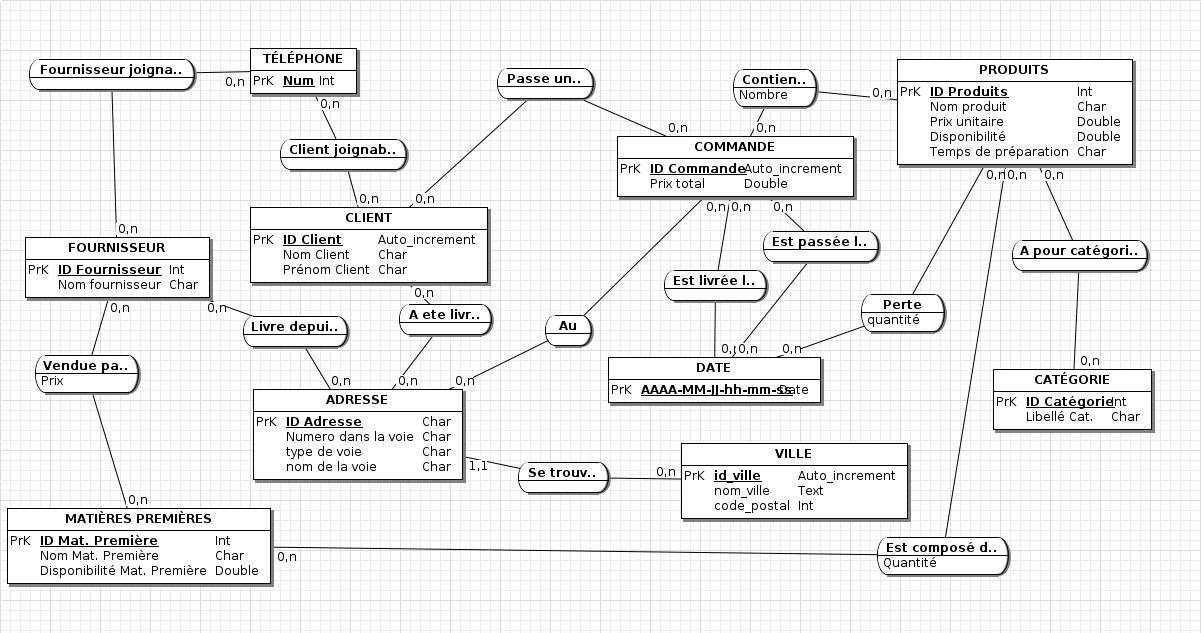 Fournisseur joigna..
0,n
TÉLÉPHONE
PrK Num Int
0,n
Client joignab..
0,n
Passe un..
0,n
0,n
Contien..
Nombre
0,n
0,n
PRODUITS
PrK ID Produits Int
Nom produit Char
Prix unitaire Double
Disponibilité Double
Temps de préparation Char
0,n 0,n 0,n
COMMANDE
PrK ID Commande Auto_increment
Prix total Double
0,n 0,n 0,n
CLIENT
PrK ID Client Auto_increment
Nom Client Char
Prénom Client Char
0,n
0,n
FOURNISSEUR
PrK ID Fournisseur Int
Nom fournisseur Char
0,n
0,n
Est passée l..
A pour catégori..
Est livrée l..
Livre depui..
A ete livr..
Au
Perte
quantité
0,n 0,n 0,n
Vendue pa..
Prix
0,n
0,n
0,n
DATE
PrK AAAA-MM-JJ-hh-mm-ss Date
0,n
CATÉGORIE
PrK ID Catégorie Int
Libellé Cat. Char
ADRESSE
PrK ID Adresse Char
Numero dans la voie Char
type de voie Char
nom de la voie Char
1,1
Se trouv..
0,n
VILLE
PrK id_ville Auto_increment
nom_ville Text
code_postal Int
0,n
MATIÈRES PREMIÈRES
PrK ID Mat. Première Int
Nom Mat. Première Char
Disponibilité Mat. Première Double
0,n
Est composé d..
Quantité